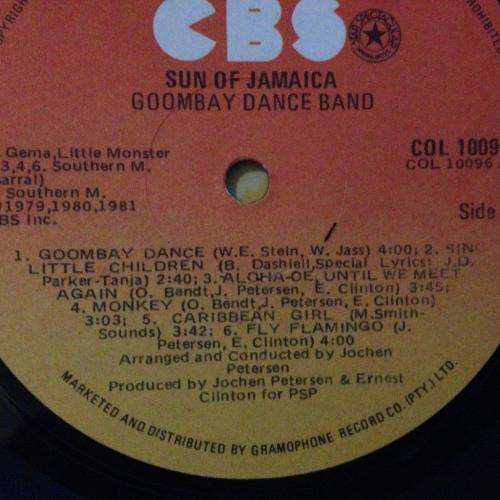 CBS
SUN OF JAMAICA
GOOMBAY DANCE BAND
Gema, Little Monster
3,4,6. Southern M.
Southern M.
1979,1980,1981
BS Inc.
COL 1009
COL 10096
Side
1. GOOMBAY DANCE (W.E. Stein, W. Jass) 4:00; 2. SING
LITTLE CHILDREN (B. Dashiall,Special Lyrics: J.D.
Parker-Tanja) 2:40; 3. ALOHA-OE, UNTIL WE MEET
AGAIN (O. Bendt,J. Petersen, E. Clinton) 3:45;
4. MONKEY (O. Bendt,J. Petersen, E. Clinton)
3:03; 5. CARIBBEAN GIRL (M.Smith-
Sounds) 3:42; 6. FLY FLAMINGO (J.
Petersen, E. Clinton) 4:00
Arranged and Conducted by Jochen
Petersen
Produced by Jochen Petersen & Ernest
Clinton for PSP
MARKETED AND DISTRIBUTED BY GRAMOPHONE RECORD CO. (PTY.) LTD.